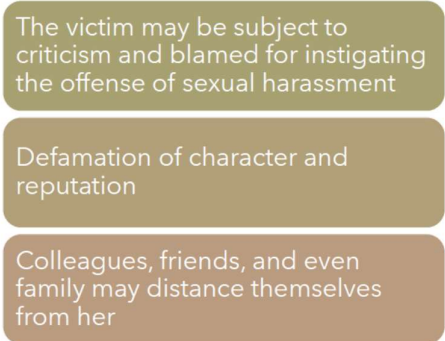 The victim may be subject to
criticism and blamed for instigating
the offense of sexual harassment
Defamation of character and
reputation
Colleagues, friends, and even
family may distance themselves
from her